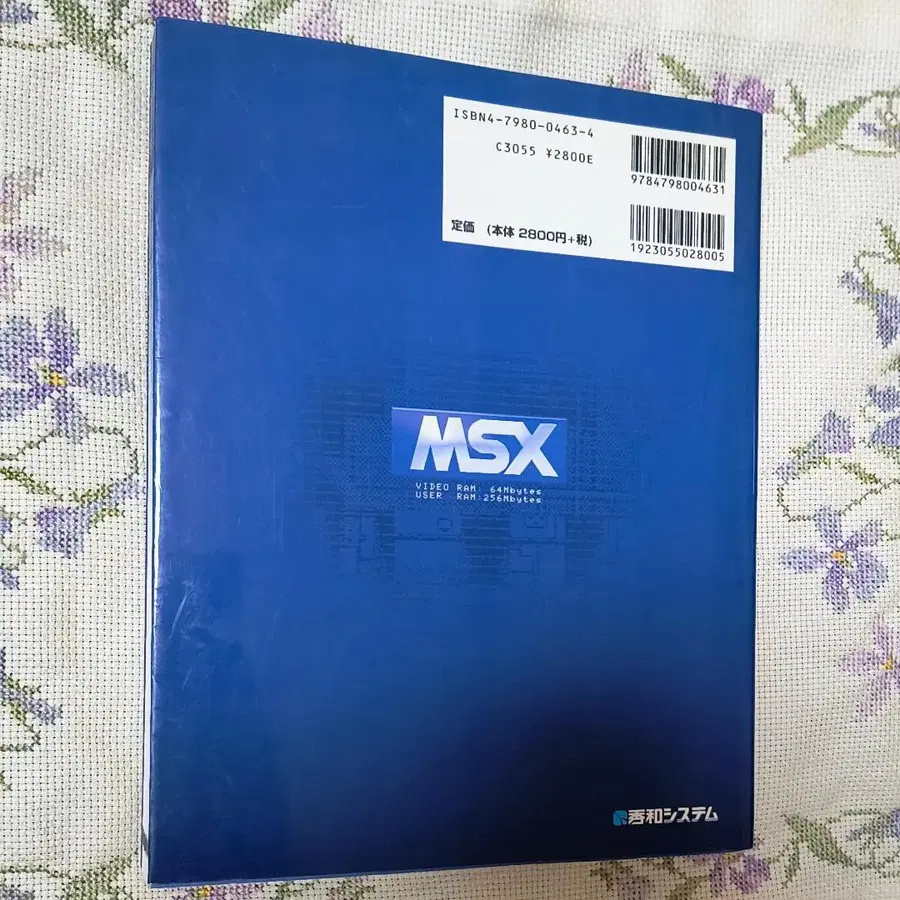 ISBN4-7980-0463-4
C3055 ¥2800E
9784798004631
定価 (本体 2800円+税)
1923055028005
MSX
VIDEO RAM: 64Mbytes
USER RAM:256Mbytes
秀和システム